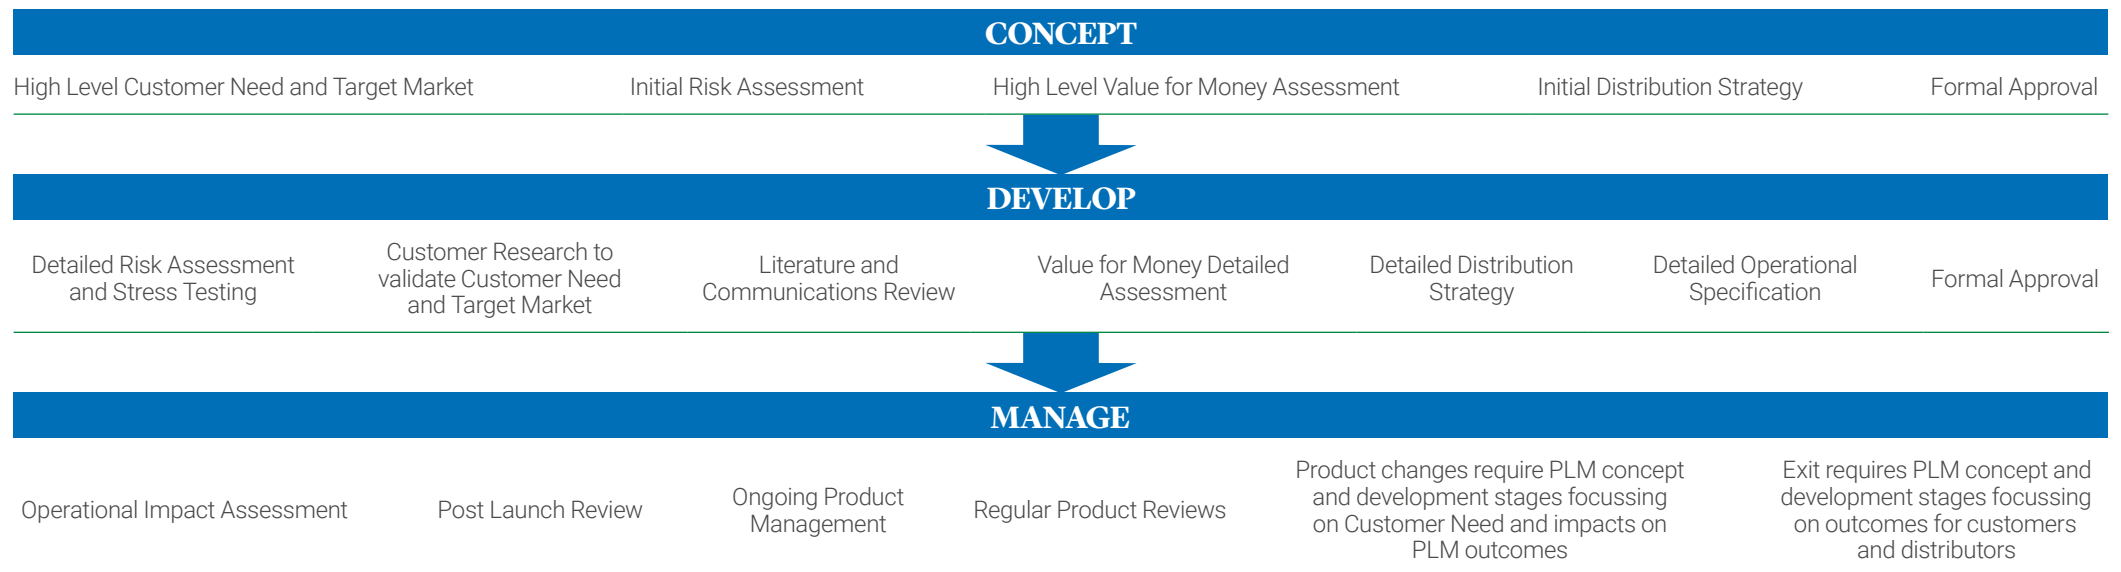 CONCEPT
High Level Customer Need and Target Market
Initial Risk Assessment
High Level Value for Money Assessment
Initial Distribution Strategy
Formal Approval
DEVELOP
Detailed Risk Assessment
and Stress Testing
Customer Research to
validate Customer Need
and Target Market
Literature and
Communications Review
Value for Money Detailed
Assessment
Detailed Distribution
Strategy
Detailed Operational
Specification
Formal Approval
MANAGE
Operational Impact Assessment
Post Launch Review
Ongoing Product
Management
Regular Product Reviews
Product changes require PLM concept
and development stages focussing
on Customer Need and impacts on
PLM outcomes
Exit requires PLM concept and
development stages focussing
on outcomes for customers
and distributors